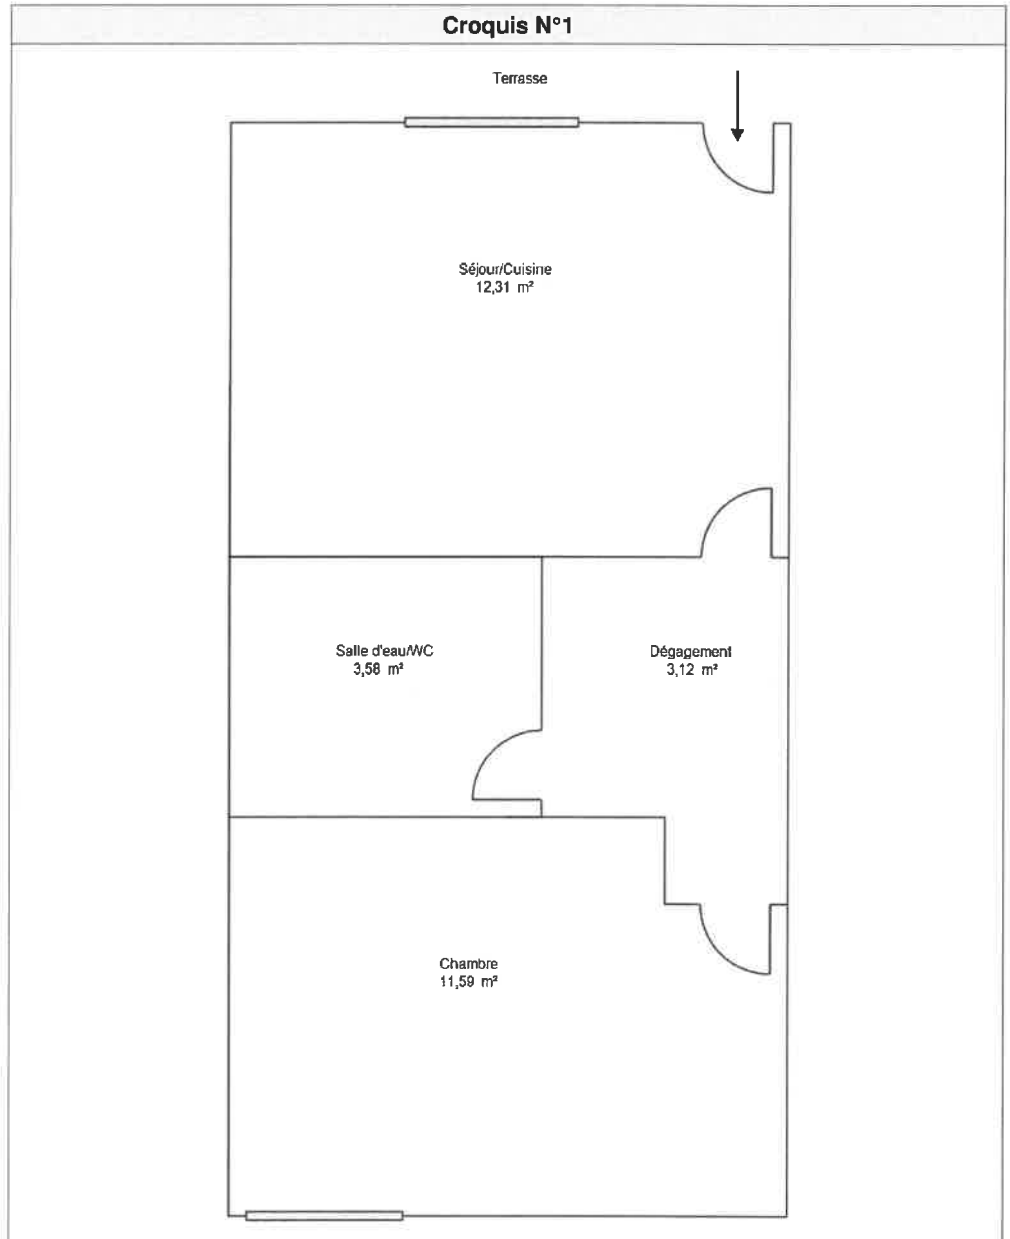 Croquis N°1
Terrasse
Séjour/Cuisine
12,31 m²
Salle d'eau/WC
3,58 m²
Dégagement
3,12 m²
Chambre
11,59 m²